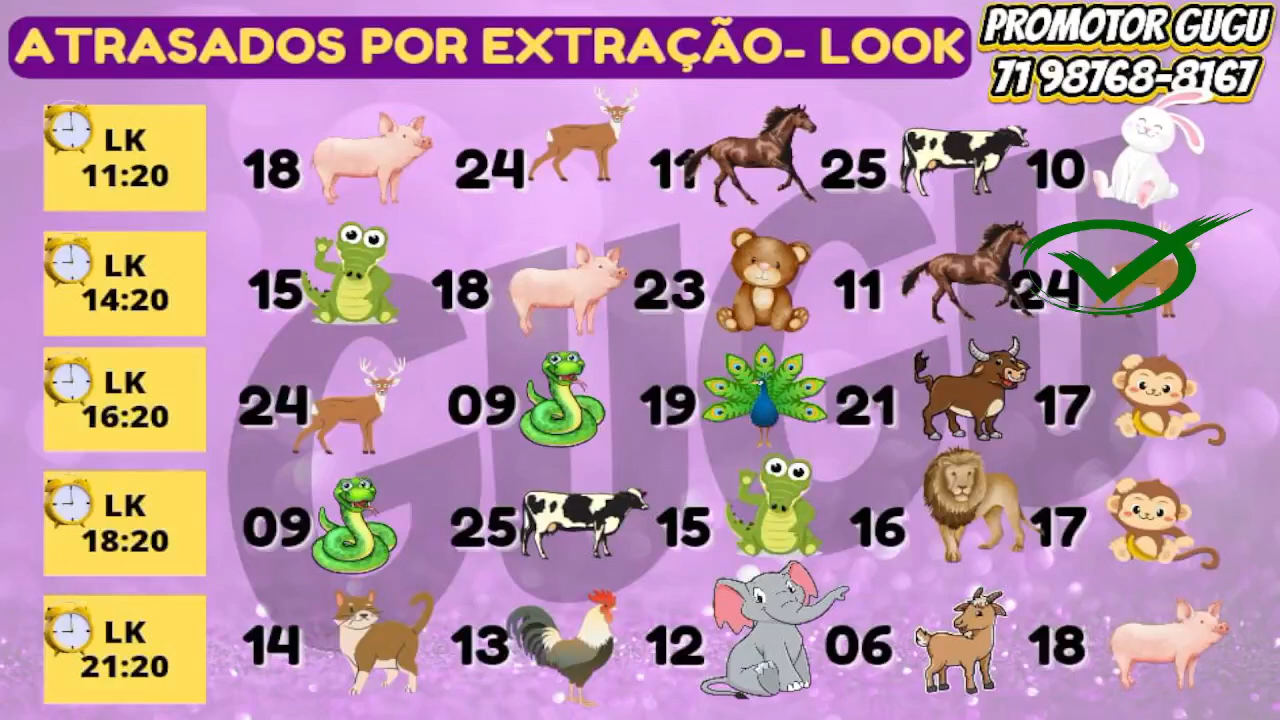 ATRASADOS POR EXTRAÇÃO- LOOK
PROMOTOR GUGU
71 98768-8167
LK
11:20
18 24 11 25 10
LK
14:20
15 18 23 11 24
LK
16:20
24 09 19 21 17
LK
18:20
09 25 15 16 17
LK
21:20
14 13 12 06 18
GUGU